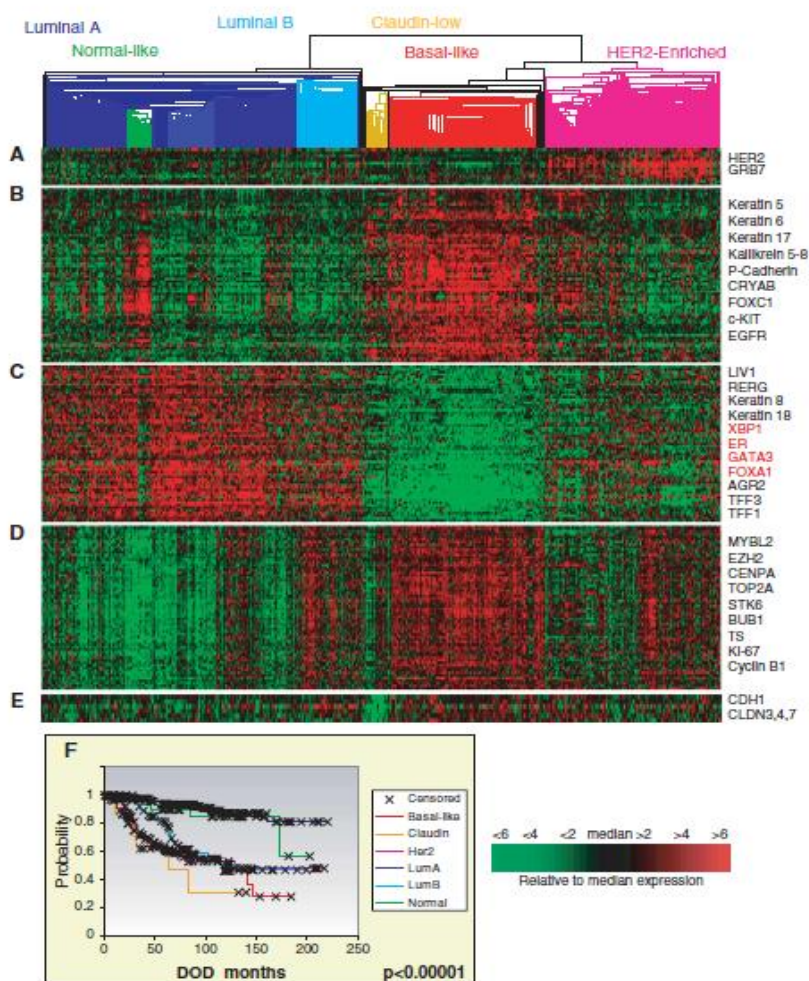 Luminal A
Luminal B
Claudin-low
Normal-like
Basal-like
HER2-Enriched
A
HER2
GRB7
B
Keratin 5
Keratin 6
Keratin 17
Kallikrein 5-8
P-Cadherin
CRYAB
FOXC1
c-KIT
EGFR
C
LIV1
RERG
Keratin 8
Keratin 18
XBP1
ER
GATA3
FOXA1
AGR2
TFF3
TFF1
D
MYBL2
EZH2
CENPA
TOP2A
STK6
BUB1
TS
KI-67
Cyclin B1
E
CDH1
CLDN3,4,7
F
Probability
1
0.8
0.6
0.4
0.2
0
0 50 100 150 200 250
DOD months
p<0.00001
Censored
Basal-like
Claudin
Her2
LumA
LumB
Normal
<6 <4 <2 median >2 >4 >6
Relative to median expression